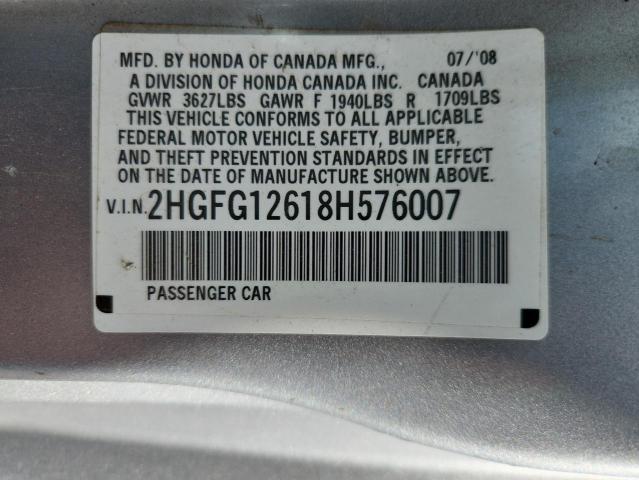 MFD. BY HONDA OF CANADA MFG., 07/'08
A DIVISION OF HONDA CANADA INC. CANADA
GVWR 3627LBS GAWR F 1940LBS R 1709LBS
THIS VEHICLE CONFORMS TO ALL APPLICABLE
FEDERAL MOTOR VEHICLE SAFETY, BUMPER,
AND THEFT PREVENTION STANDARDS IN EFFECT
ON THE DATE OF MANUFACTURE SHOWN ABOVE.
V.I.N. 2HGFG12618H576007
PASSENGER CAR